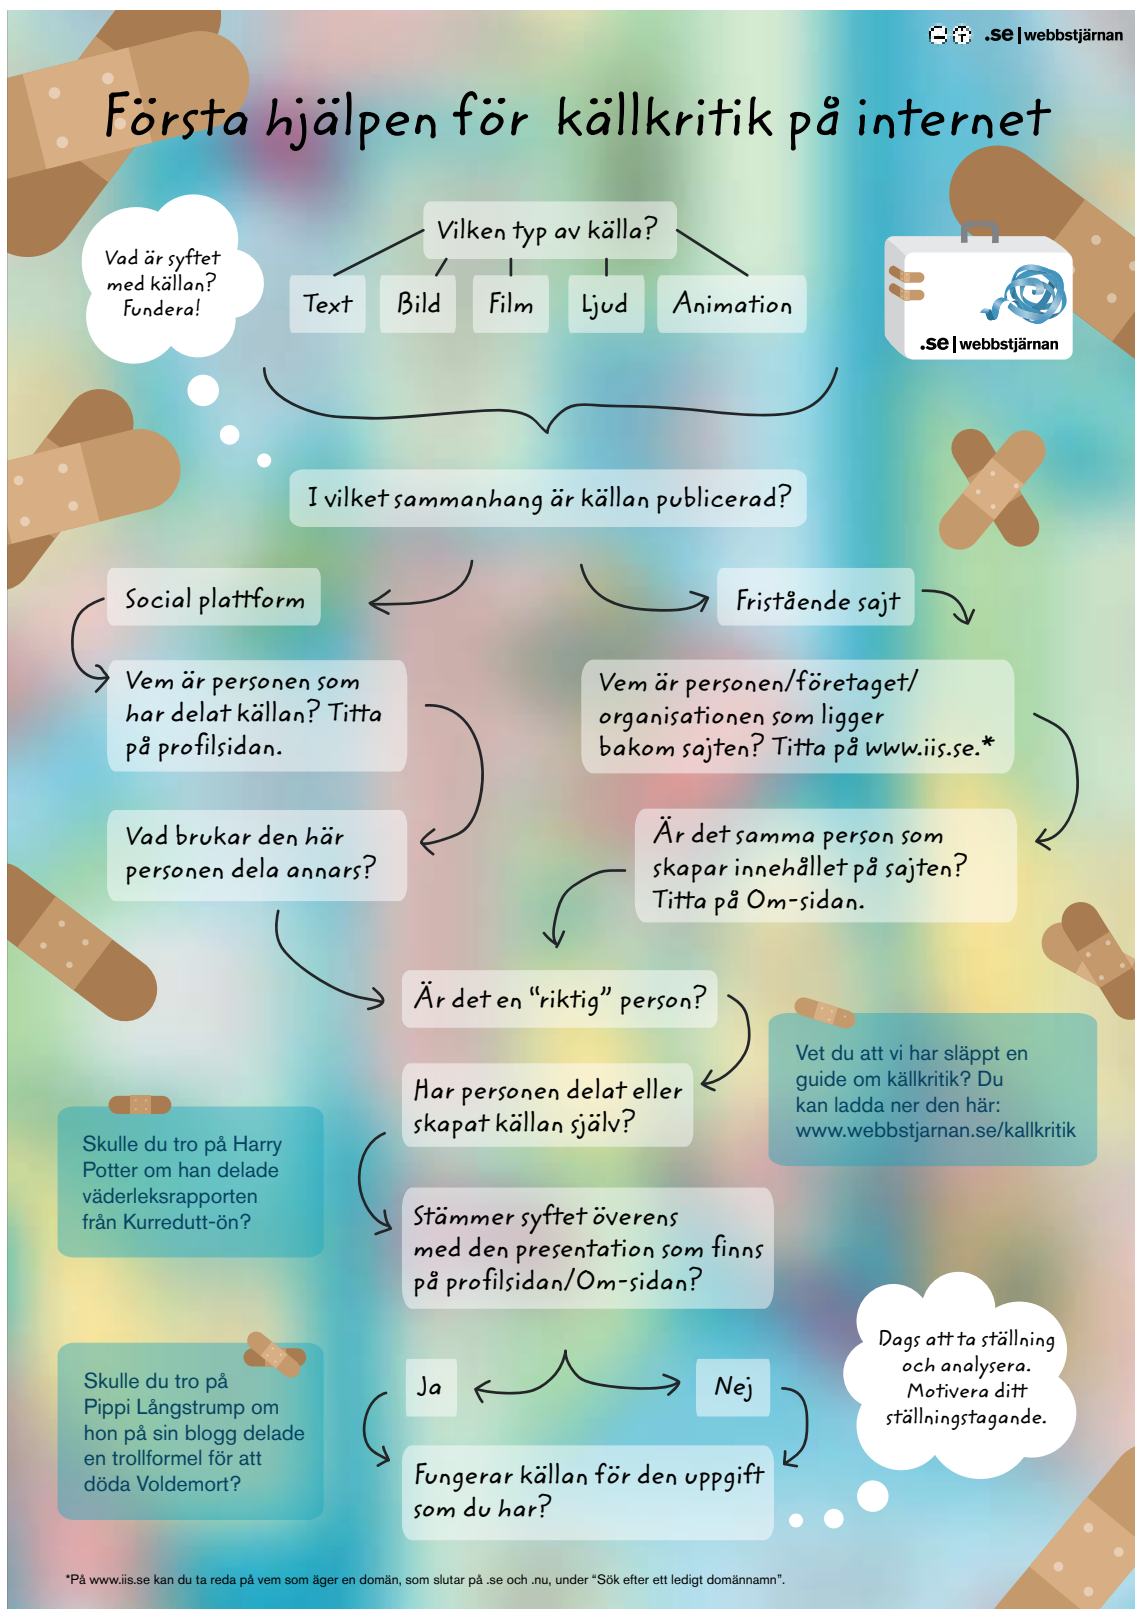 .se | webbstjärnan
Första hjälpen för källkritik på internet
Vad är syftet
med källan?
Fundera!
Vilken typ av källa?
Text
Bild
Film
Ljud
Animation
.se | webbstjärnan
I vilket sammanhang är källan publicerad?
Social plattform
Fristående sajt
Vem är personen som
har delat källan? Titta
på profilsidan.
Vem är personen/företaget/
organisationen som ligger
bakom sajten? Titta på www.iis.se.*
Vad brukar den här
personen dela annars?
Är det samma person som
skapar innehållet på sajten?
Titta på Om-sidan.
Är det en “riktig” person?
Har personen delat eller
skapat källan själv?
Vet du att vi har släppt en
guide om källkritik? Du
kan ladda ner den här:
www.webbstjarnan.se/kallkritik
Skulle du tro på Harry
Potter om han delade
väderleksrapporten
från Kurredutt-ön?
Stämmer syftet överens
med den presentation som finns
på profilsidan/Om-sidan?
Skulle du tro på
Pippi Långstrump om
hon på sin blogg delade
en trollformel för att
döda Voldemort?
Ja
Nej
Dags att ta ställning
och analysera.
Motivera ditt
ställningstagande.
Fungerar källan för den uppgift
som du har?
*På www.iis.se kan du ta reda på vem som äger en domän, som slutar på .se och .nu, under “Sök efter ett ledigt domännamn”.